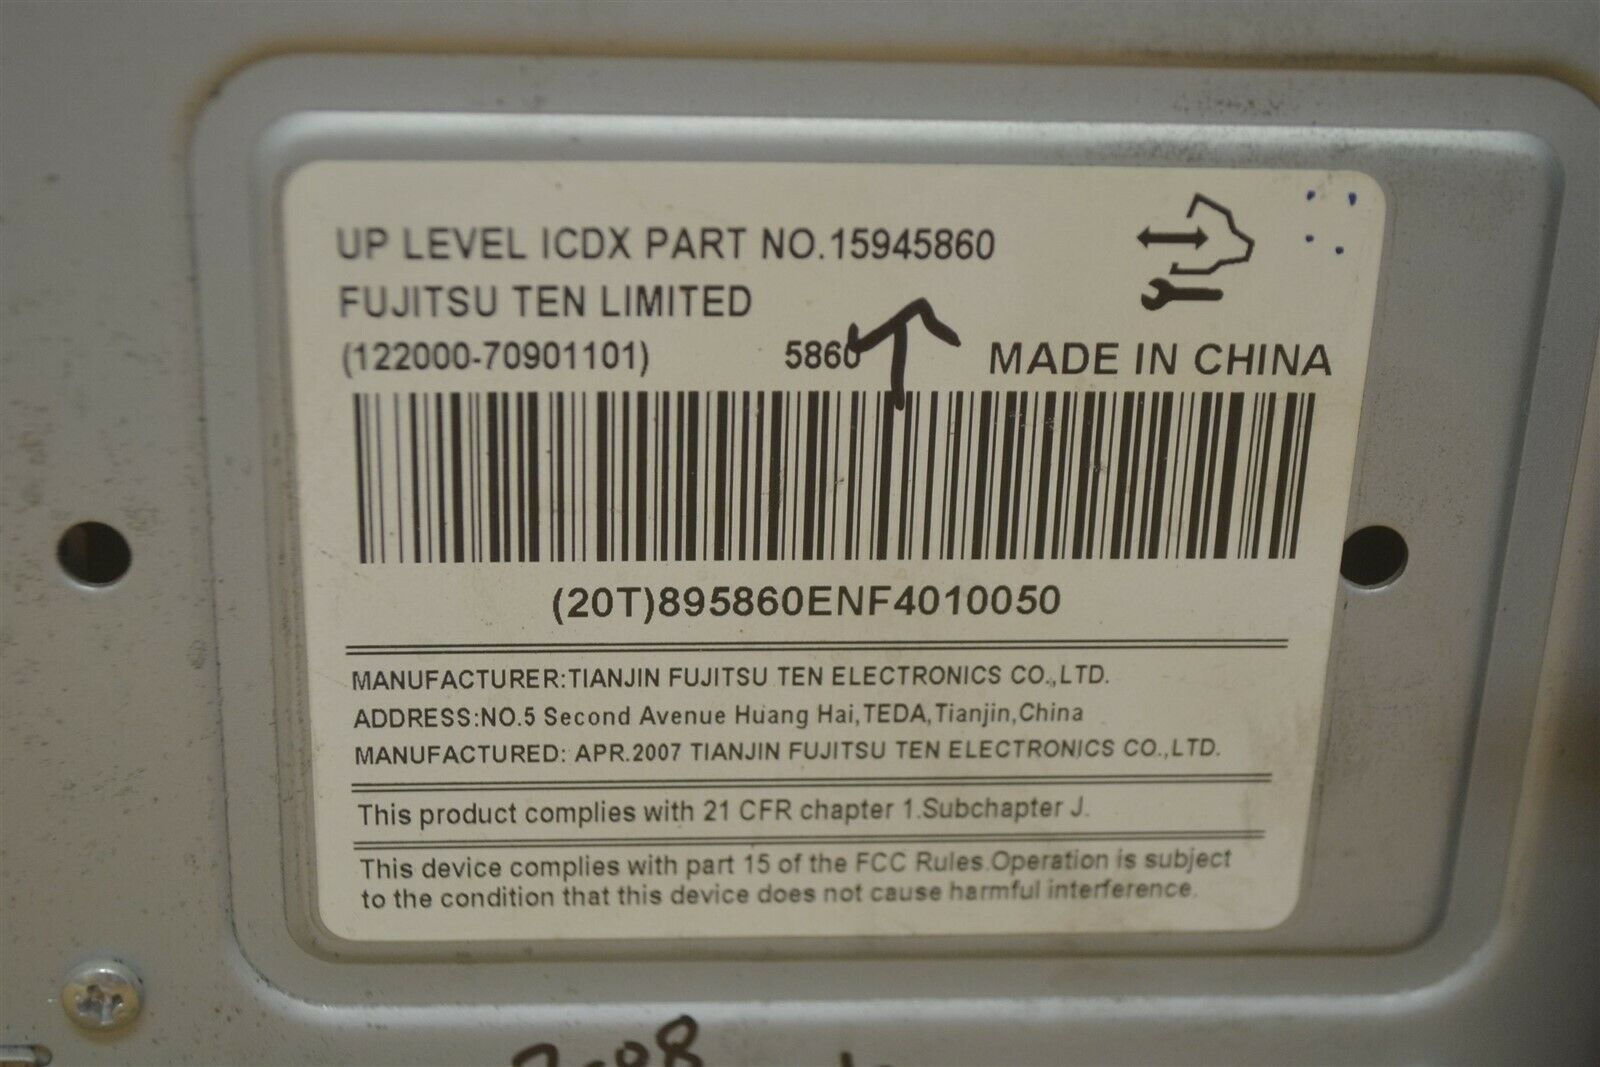 UP LEVEL ICDX PART NO.15945860
FUJITSU TEN LIMITED
(122000-70901101) 5860 MADE IN CHINA
(20T)895860ENF4010050
MANUFACTURER:TIANJIN FUJITSU TEN ELECTRONICS CO.,LTD.
ADDRESS:NO.5 Second Avenue Huang Hai,TEDA,Tianjin,China
MANUFACTURED: APR.2007 TIANJIN FUJITSU TEN ELECTRONICS CO.,LTD.
This product complies with 21 CFR chapter 1.Subchapter J.
This device complies with part 15 of the FCC Rules.Operation is subject
to the condition that this device does not cause harmful interference.